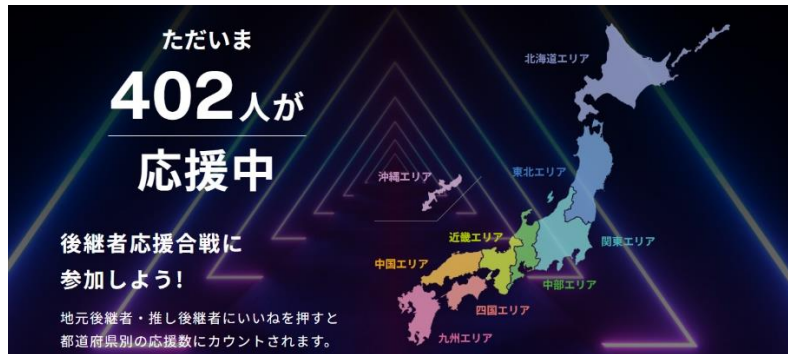 ただいま
402人が
応援中
後継者応援合戦に
参加しよう!
地元後継者・推し後継者にいいねを押すと
都道府県別の応援数にカウントされます。
北海道エリア
沖縄エリア
東北エリア
近畿エリア
関東エリア
中国エリア
中部エリア
四国エリア
九州エリア